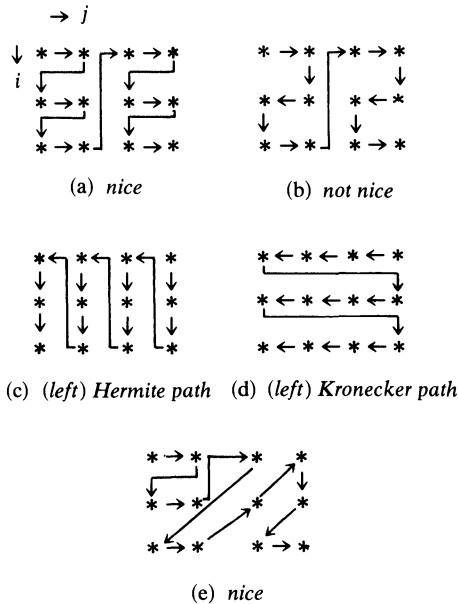 j
i
(a) nice
(b) not nice
(c) (left) Hermite path
(d) (left) Kronecker path
(e) nice